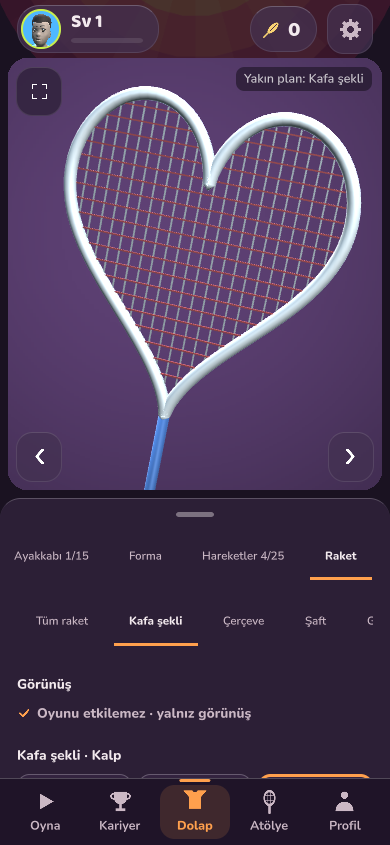 Sv 1
0
Yakın plan: Kafa şekli
Ayakkabı 1/15 Forma Hareketler 4/25 Raket
Tüm raket Kafa şekli Çerçeve Şaft
Görünüş
Oyunu etkilemez · yalnız görünüş
Kafa şekli · Kalp
Oyna Kariyer Dolap Atölye Profil